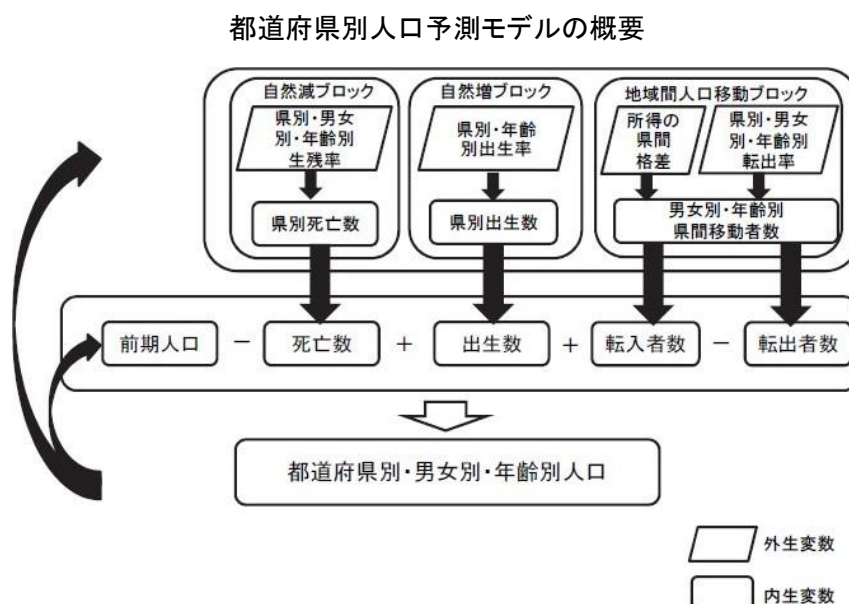 都道府県別人口予測モデルの概要
自然減ブロック
県別・男女
別・年齢別
生残率
県別死亡数
自然増ブロック
県別・年齢
別出生率
県別出生数
地域間人口移動ブロック
所得の
県間
格差
県別・男女
別・年齢別
転出率
男女別・年齢別
県間移動者数
前期人口 － 死亡数 ＋ 出生数 ＋ 転入者数 － 転出者数
都道府県別・男女別・年齢別人口
外生変数
内生変数